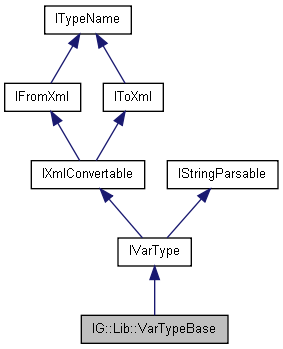 ITypeName
IFromXml
IToXml
IXmlConvertable
IStringParsable
IVarType
IG::Lib::VarTypeBase